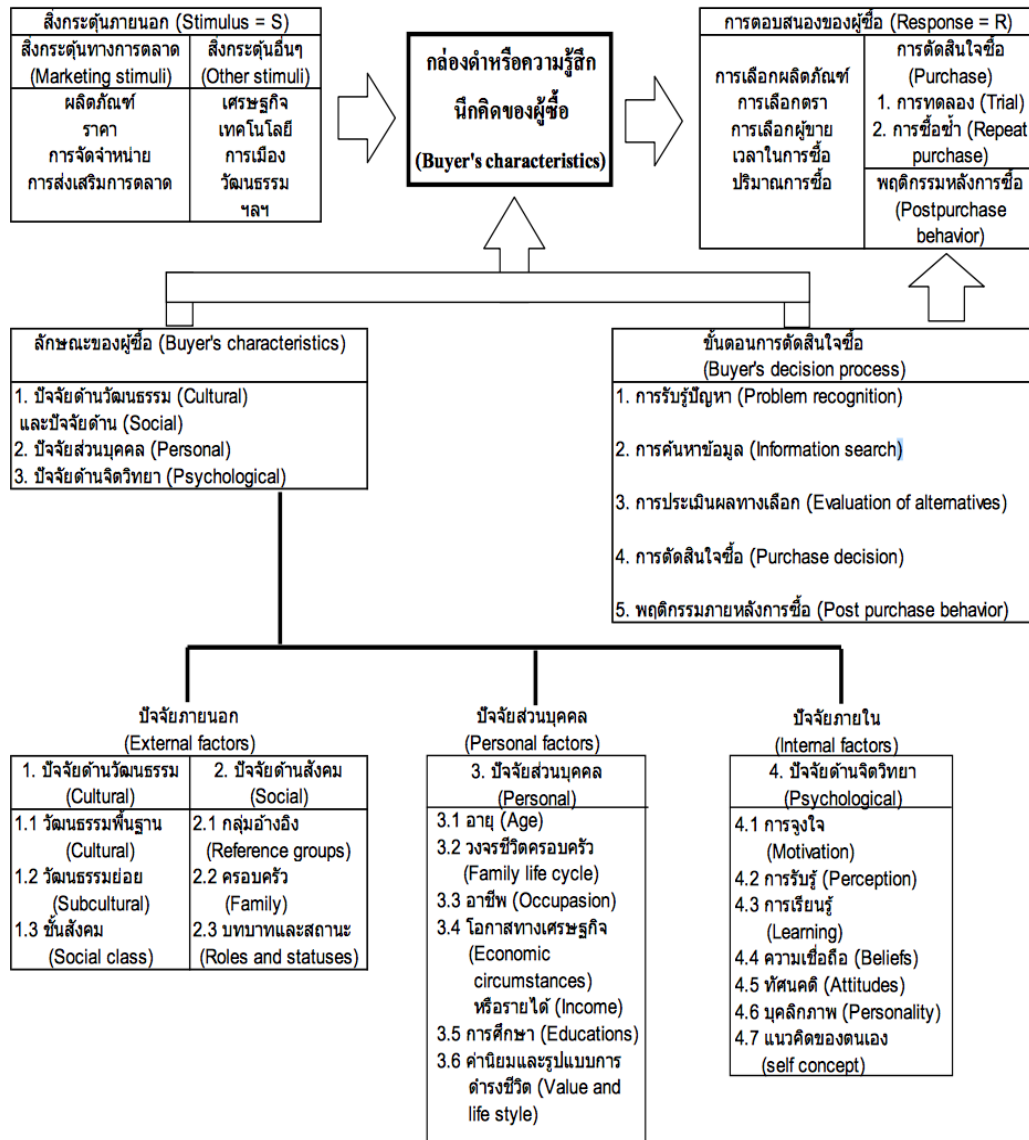 สิ่งกระตุ้นภายนอก (Stimulus = S)
สิ่งกระตุ้นทางการตลาด
(Marketing stimuli)
ผลิตภัณฑ์
ราคา
การจัดจำหน่าย
การส่งเสริมการตลาด
สิ่งกระตุ้นอื่นๆ
(Other stimuli)
เศรษฐกิจ
เทคโนโลยี
การเมือง
วัฒนธรรม
ฯลฯ
กล่องดำหรือความรู้สึก
นึกคิดของผู้ซื้อ
(Buyer's characteristics)
การตอบสนองของผู้ซื้อ (Response = R)
การเลือกผลิตภัณฑ์
การเลือกตรา
การเลือกผู้ขาย
เวลาในการซื้อ
ปริมาณการซื้อ
การตัดสินใจซื้อ
(Purchase)
1. การทดลอง (Trial)
2. การซื้อซ้ำ (Repeat
purchase)
พฤติกรรมหลังการซื้อ
(Postpurchase
behavior)
ลักษณะของผู้ซื้อ (Buyer's characteristics)
1. ปัจจัยด้านวัฒนธรรม (Cultural)
และปัจจัยด้าน (Social)
2. ปัจจัยส่วนบุคคล (Personal)
3. ปัจจัยด้านจิตวิทยา (Psychological)
ขั้นตอนการตัดสินใจซื้อ
(Buyer's decision process)
1. การรับรู้ปัญหา (Problem recognition)
2. การค้นหาข้อมูล (Information search)
3. การประเมินผลทางเลือก (Evaluation of alternatives)
4. การตัดสินใจซื้อ (Purchase decision)
5. พฤติกรรมภายหลังการซื้อ (Post purchase behavior)
ปัจจัยภายนอก
(External factors)
1. ปัจจัยด้านวัฒนธรรม
(Cultural)
1.1 วัฒนธรรมพื้นฐาน
(Cultural)
1.2 วัฒนธรรมย่อย
(Subcultural)
1.3 ชั้นสังคม
(Social class)
2. ปัจจัยด้านสังคม
(Social)
2.1 กลุ่มอ้างอิง
(Reference groups)
2.2 ครอบครัว
(Family)
2.3 บทบาทและสถานะ
(Roles and statuses)
ปัจจัยส่วนบุคคล
(Personal factors)
3. ปัจจัยส่วนบุคคล
(Personal)
3.1 อายุ (Age)
3.2 วงจรชีวิตครอบครัว
(Family life cycle)
3.3 อาชีพ (Occupasion)
3.4 โอกาสทางเศรษฐกิจ
(Economic
circumstances)
หรือรายได้ (Income)
3.5 การศึกษา (Educations)
3.6 ค่านิยมและรูปแบบการ
ดำรงชีวิต (Value and
life style)
ปัจจัยภายใน
(Internal factors)
4. ปัจจัยด้านจิตวิทยา
(Psychological)
4.1 การจูงใจ
(Motivation)
4.2 การรับรู้ (Perception)
4.3 การเรียนรู้
(Learning)
4.4 ความเชื่อถือ (Beliefs)
4.5 ทัศนคติ (Attitudes)
4.6 บุคลิกภาพ (Personality)
4.7 แนวคิดของตนเอง
(self concept)